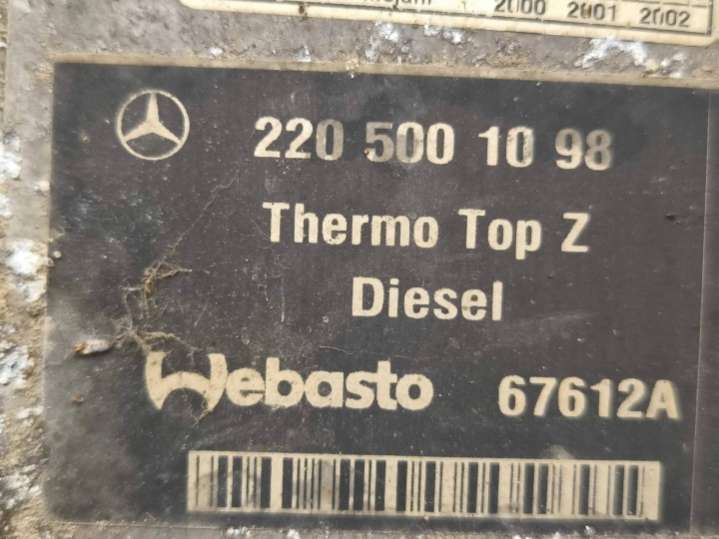 2000 2001 2002
220 500 10 98
Thermo Top Z
Diesel
Webasto 67612A